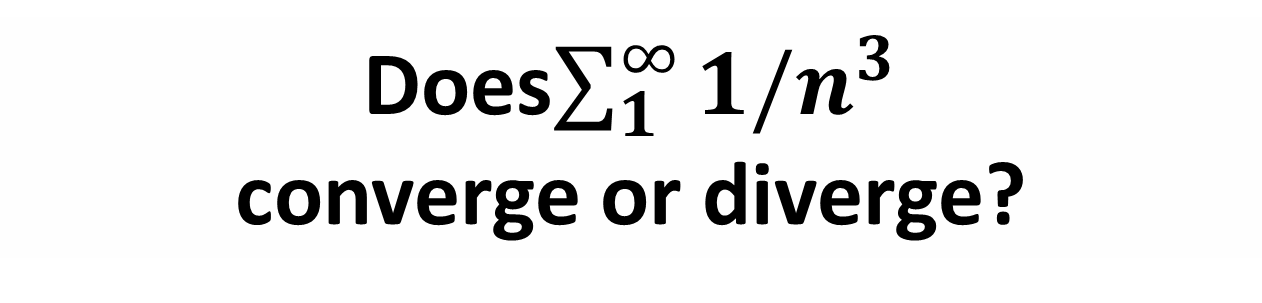 Does∑₁^∞ 1/n³
converge or diverge?